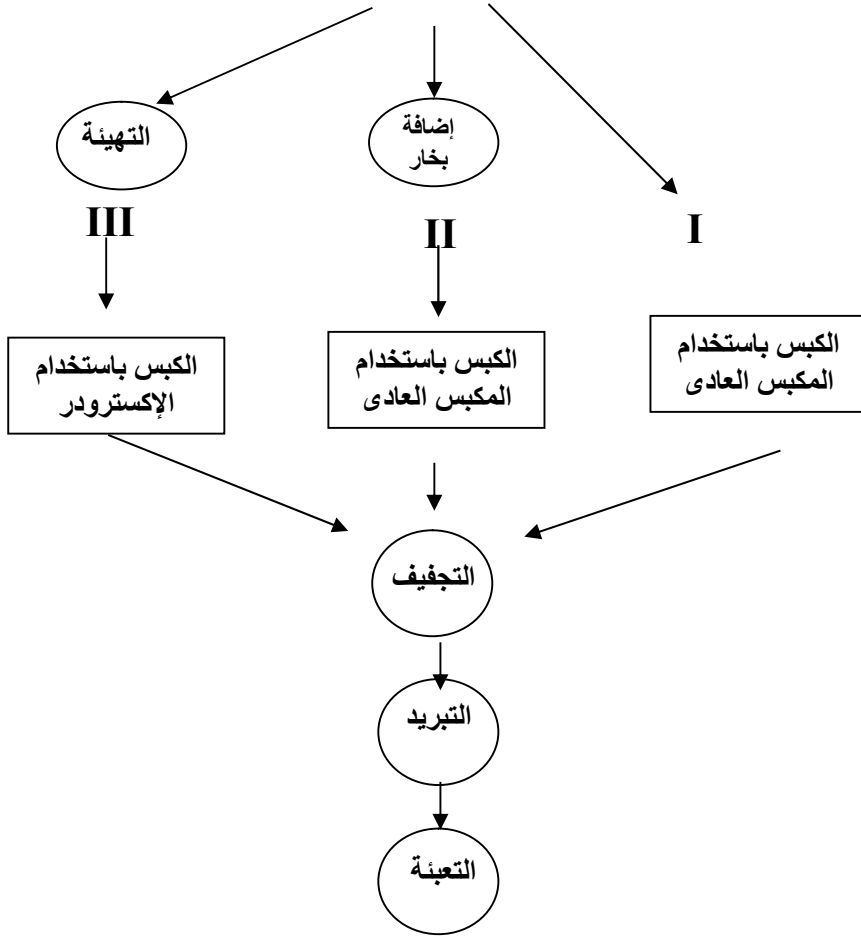 إضافة
بخار
التهيئة
I
II
III
الكبس باستخدام
المكبس العادى
الكبس باستخدام
المكبس العادى
الكبس باستخدام
الإكسترودر
التجفيف
التبريد
التعبئة